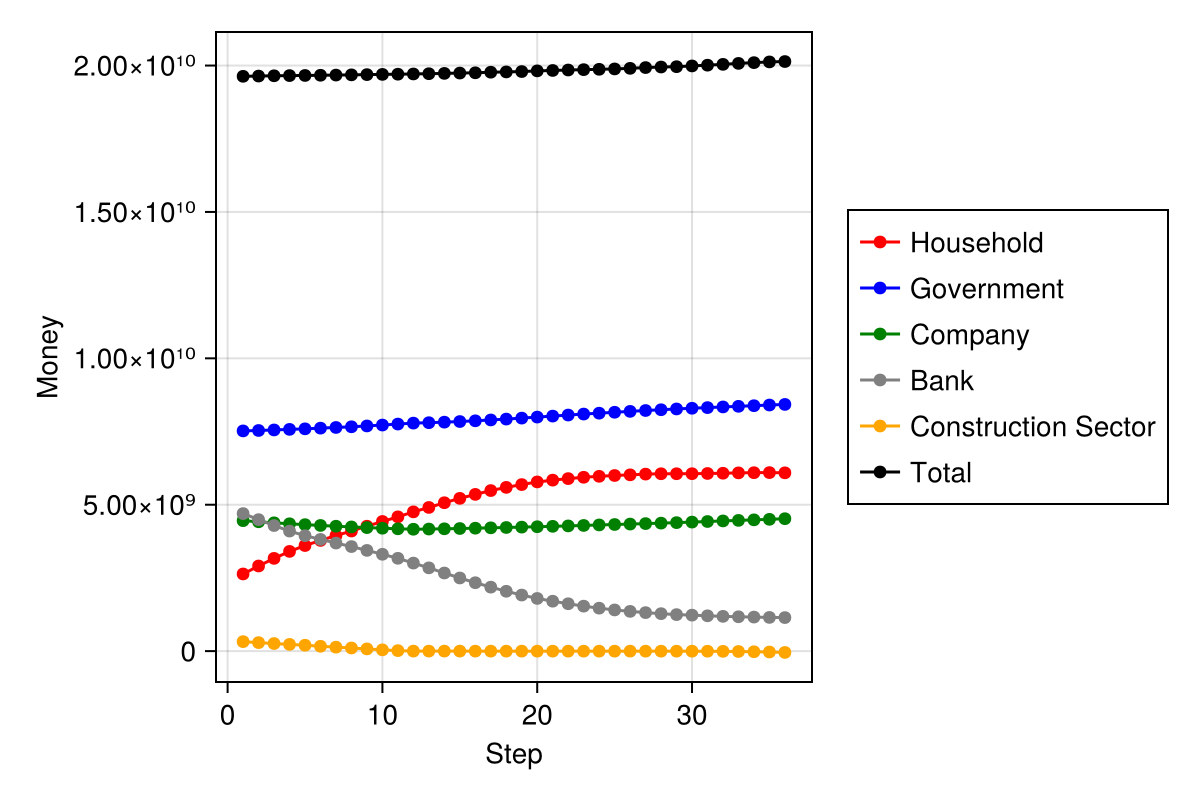 2.00×10¹⁰
1.50×10¹⁰
1.00×10¹⁰
5.00×10⁹
0
Money
0 10 20 30
Step
Household
Government
Company
Bank
Construction Sector
Total